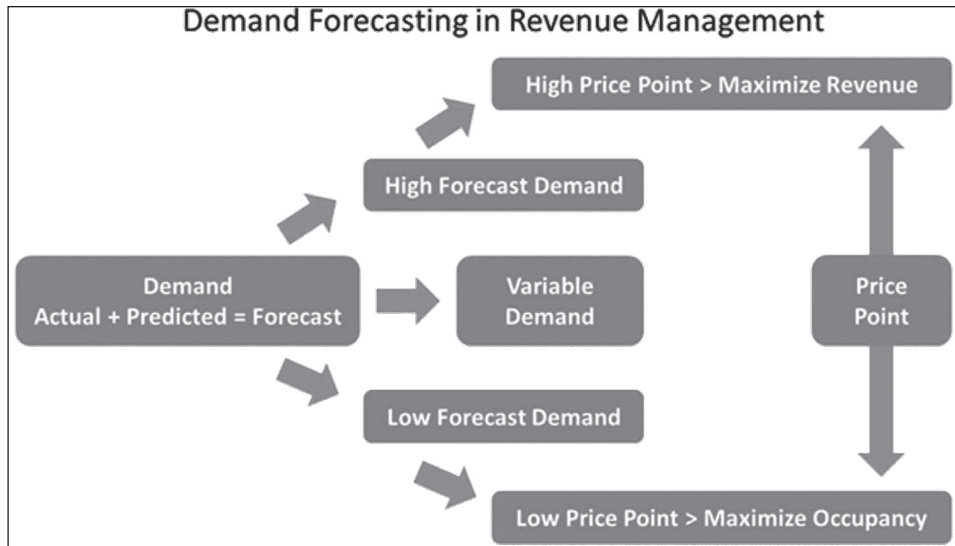 Demand Forecasting in Revenue Management
High Price Point > Maximize Revenue
High Forecast Demand
Demand
Actual + Predicted = Forecast
Variable
Demand
Price
Point
Low Forecast Demand
Low Price Point > Maximize Occupancy